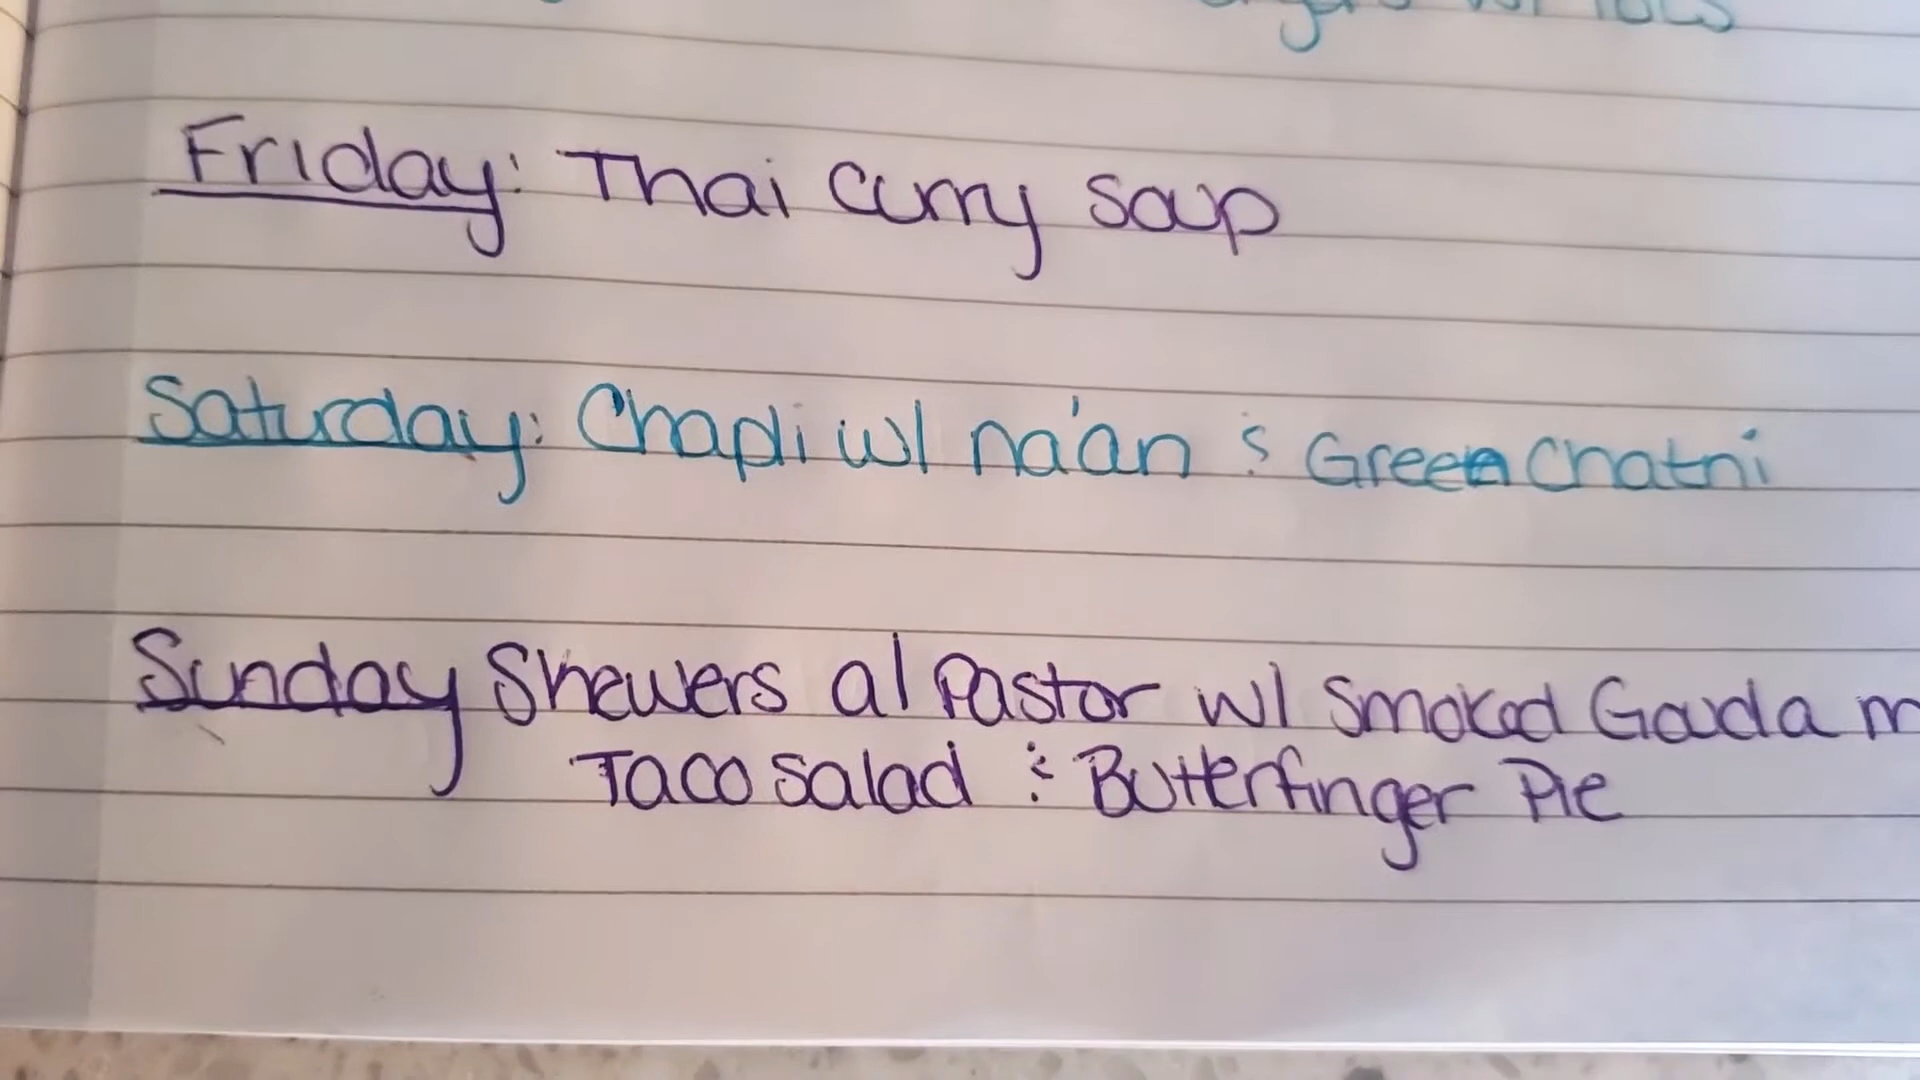 Friday: Thai Curry Soup
Saturday: Chapli w/ na'an & Green Chatni
Sunday Skewers al Pastor w/ Smoked Gouda
Taco Salad & Butterfinger Pie